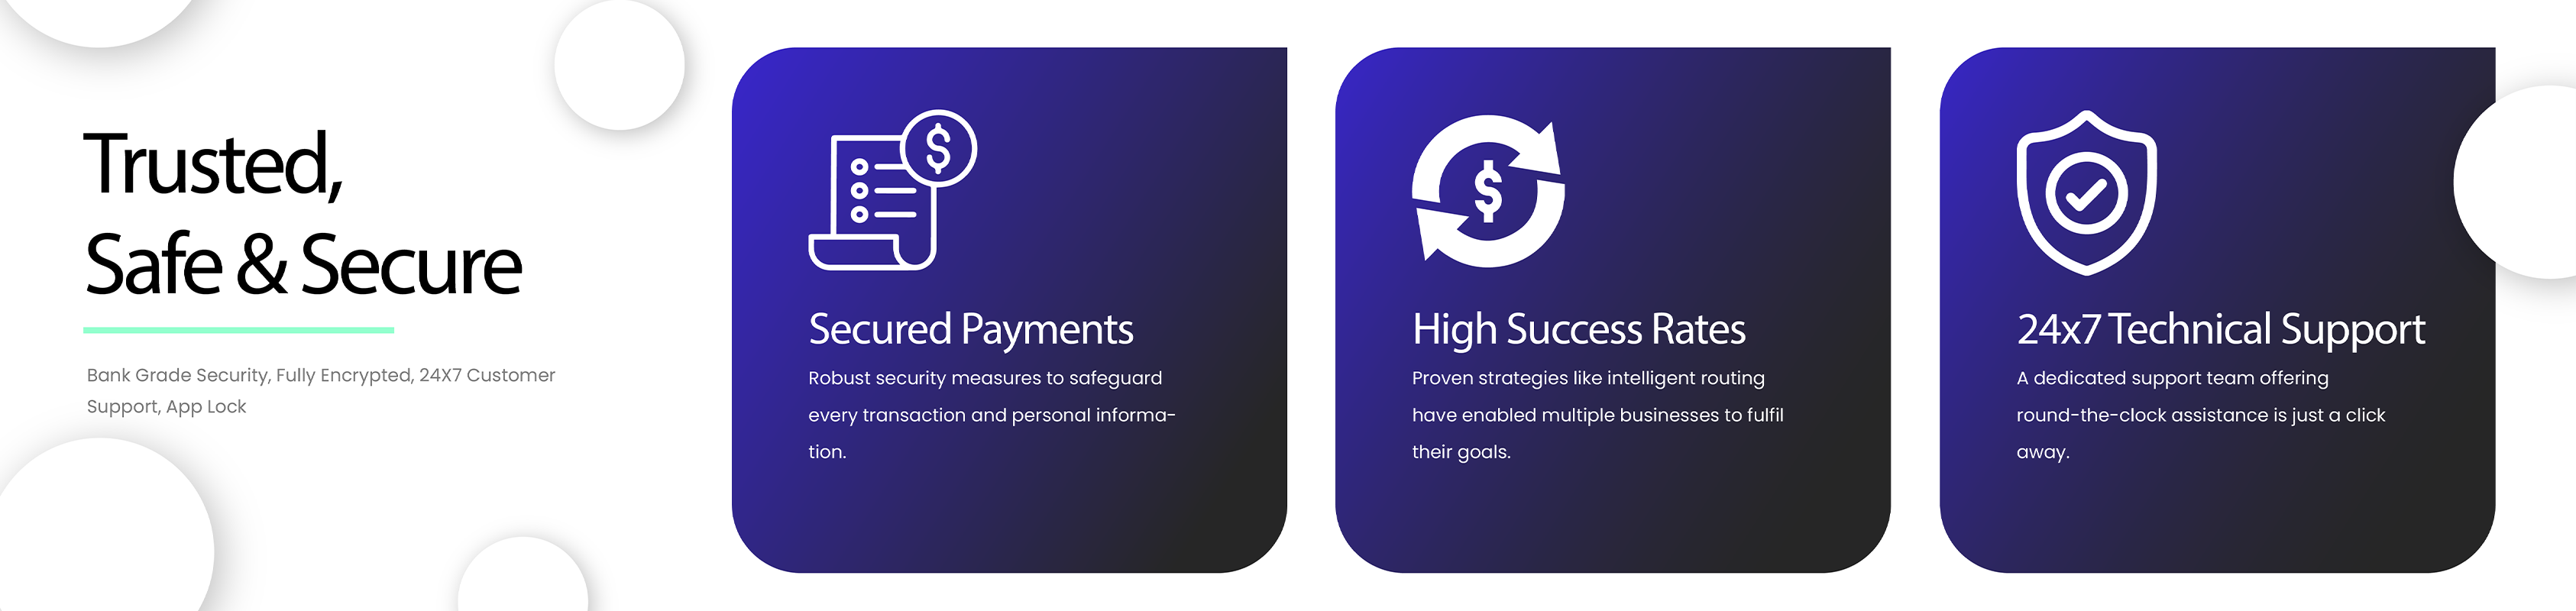 Trusted,
Safe & Secure
Bank Grade Security, Fully Encrypted, 24X7 Customer
Support, App Lock
Secured Payments
Robust security measures to safeguard
every transaction and personal informa-
tion.
High Success Rates
Proven strategies like intelligent routing
have enabled multiple businesses to fulfil
their goals.
24x7 Technical Support
A dedicated support team offering
round-the-clock assistance is just a click
away.